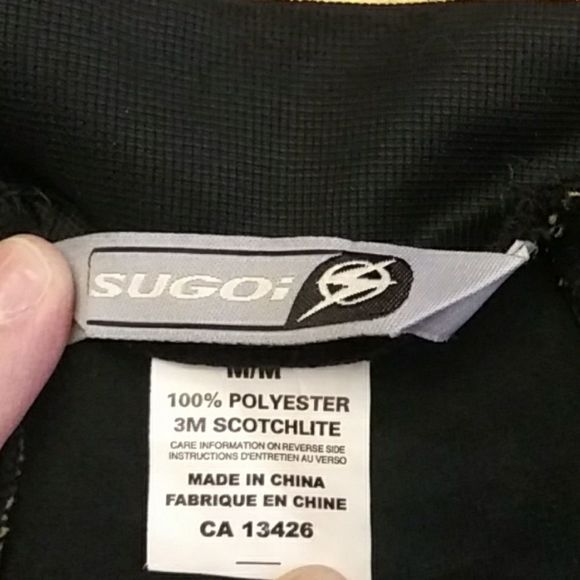 SUGOi
M/M
100% POLYESTER
3M SCOTCHLITE
CARE INFORMATION ON REVERSE SIDE
INSTRUCTIONS D'ENTRETIEN AU VERSO
MADE IN CHINA
FABRIQUE EN CHINE
CA 13426